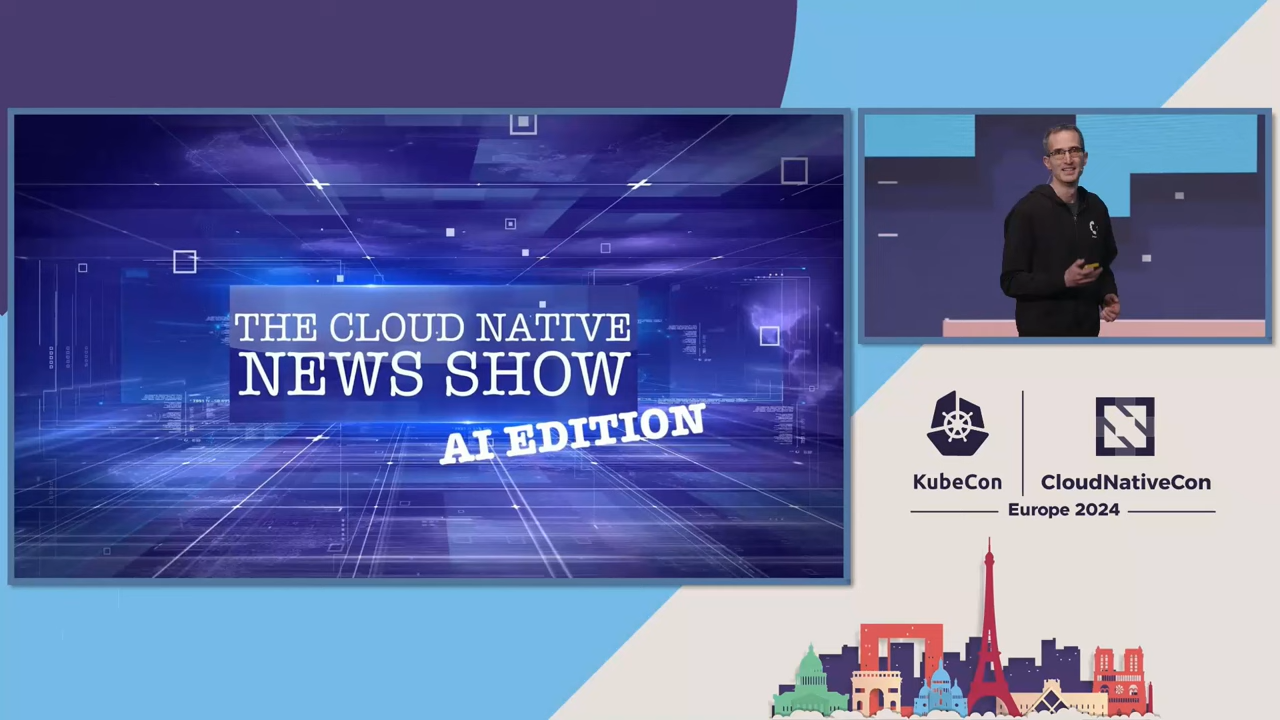 THE CLOUD NATIVE
NEWS SHOW
AI EDITION
KubeCon
CloudNativeCon
Europe 2024